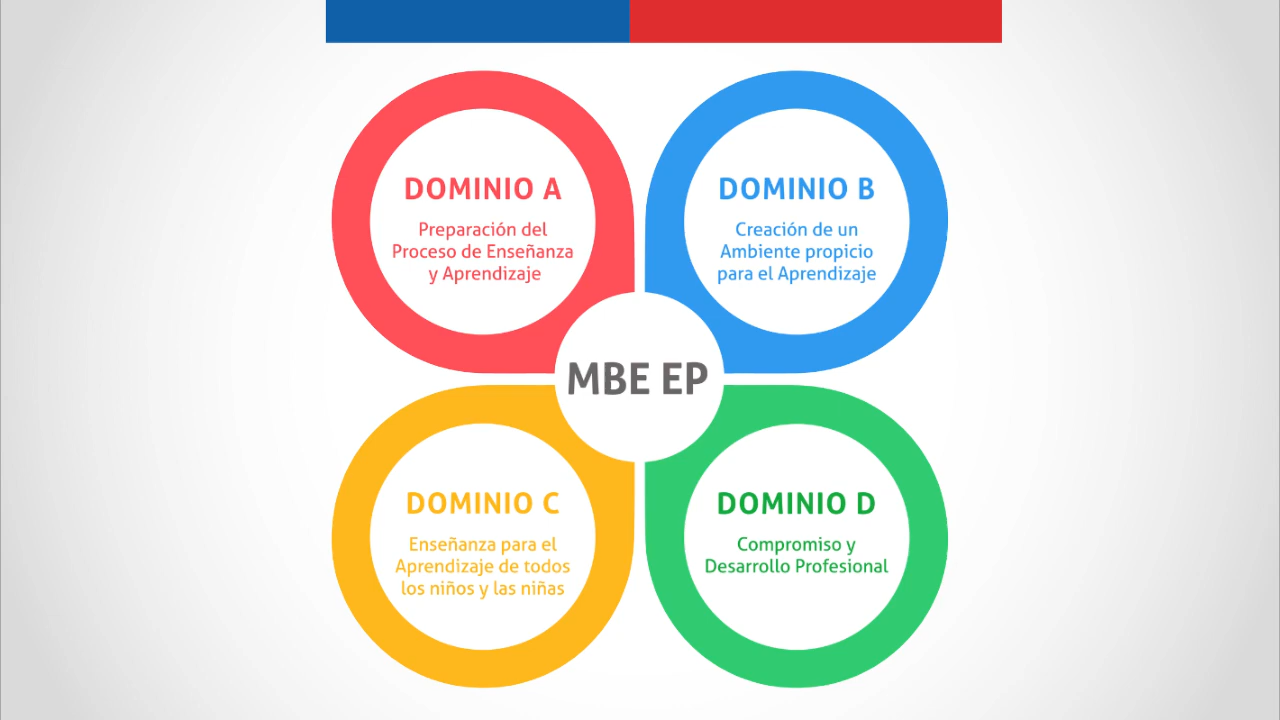 DOMINIO A
Preparación del
Proceso de Enseñanza
y Aprendizaje
DOMINIO B
Creación de un
Ambiente propicio
para el Aprendizaje
MBE EP
DOMINIO C
Enseñanza para el
Aprendizaje de todos
los niños y las niñas
DOMINIO D
Compromiso y
Desarrollo Profesional